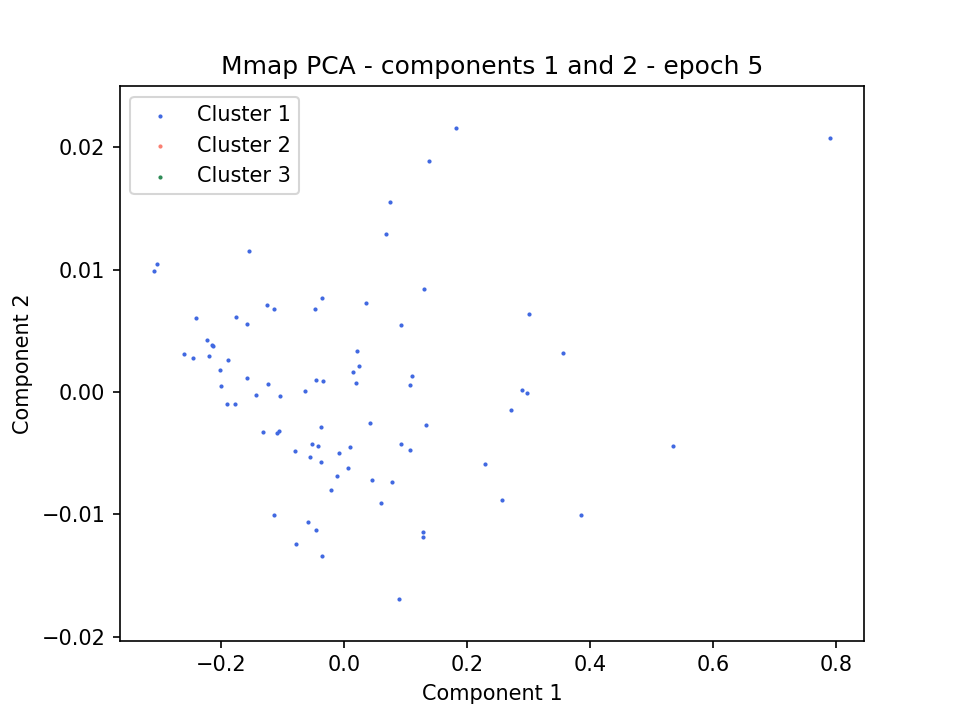 Mmap PCA - components 1 and 2 - epoch 5
Cluster 1
Cluster 2
Cluster 3
0.02
0.01
0.00
−0.01
−0.02
Component 2
−0.2 0.0 0.2 0.4 0.6 0.8
Component 1